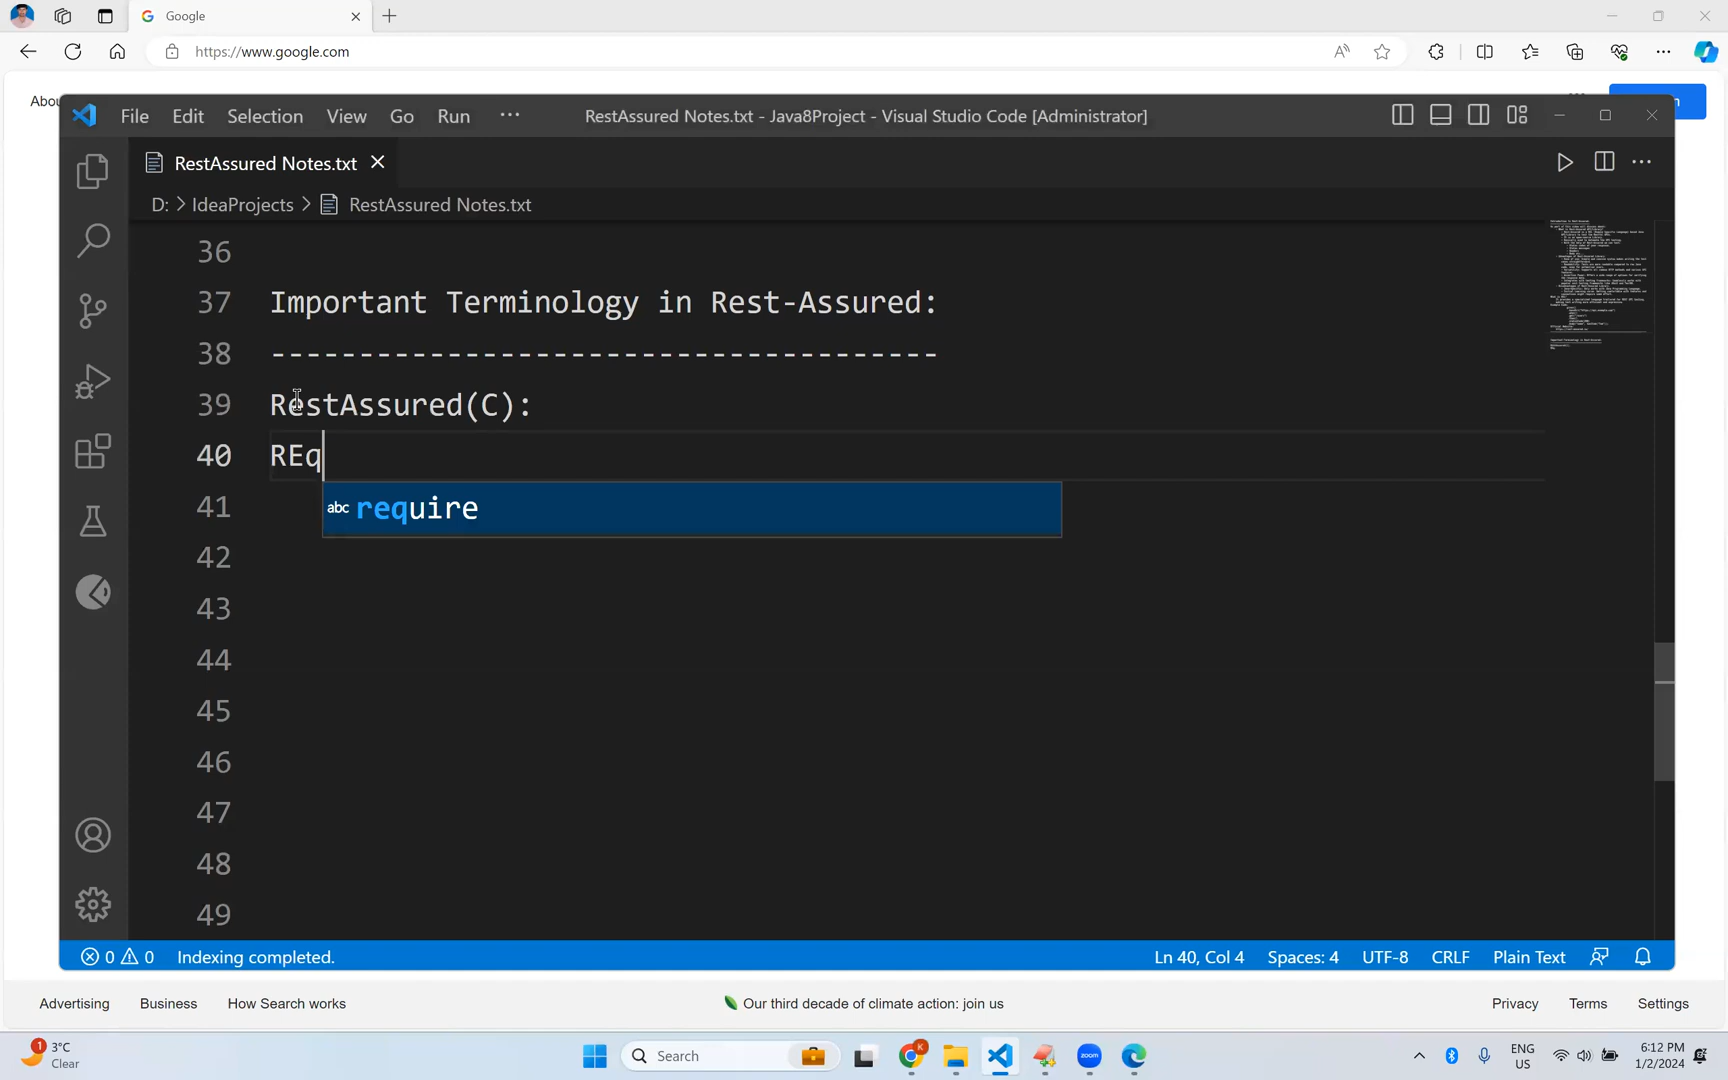 Google
https://www.google.com
Abou
File Edit Selection View Go Run ··· RestAssured Notes.txt - Java8Project - Visual Studio Code [Administrator]
RestAssured Notes.txt
D: > IdeaProjects > RestAssured Notes.txt
36
37 Important Terminology in Rest-Assured:
38 --------------------------------------
39 RestAssured(C):
40 REq
abc require
41
42
43
44
45
46
47
48
49
0 0 Indexing completed. Ln 40, Col 4 Spaces: 4 UTF-8 CRLF Plain Text
Advertising Business How Search works Our third decade of climate action: join us Privacy Terms Settings
1 3°C
Clear
Search
K
zoom
ENG
US
6:12 PM
1/2/2024